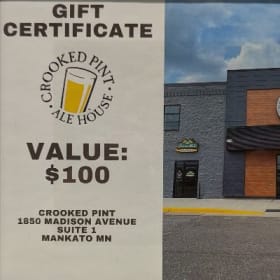 GIFT
CERTIFICATE
CROOKED PINT
ALE HOUSE
VALUE:
$100
CROOKED PINT
1850 MADISON AVENUE
SUITE 1
MANKATO MN